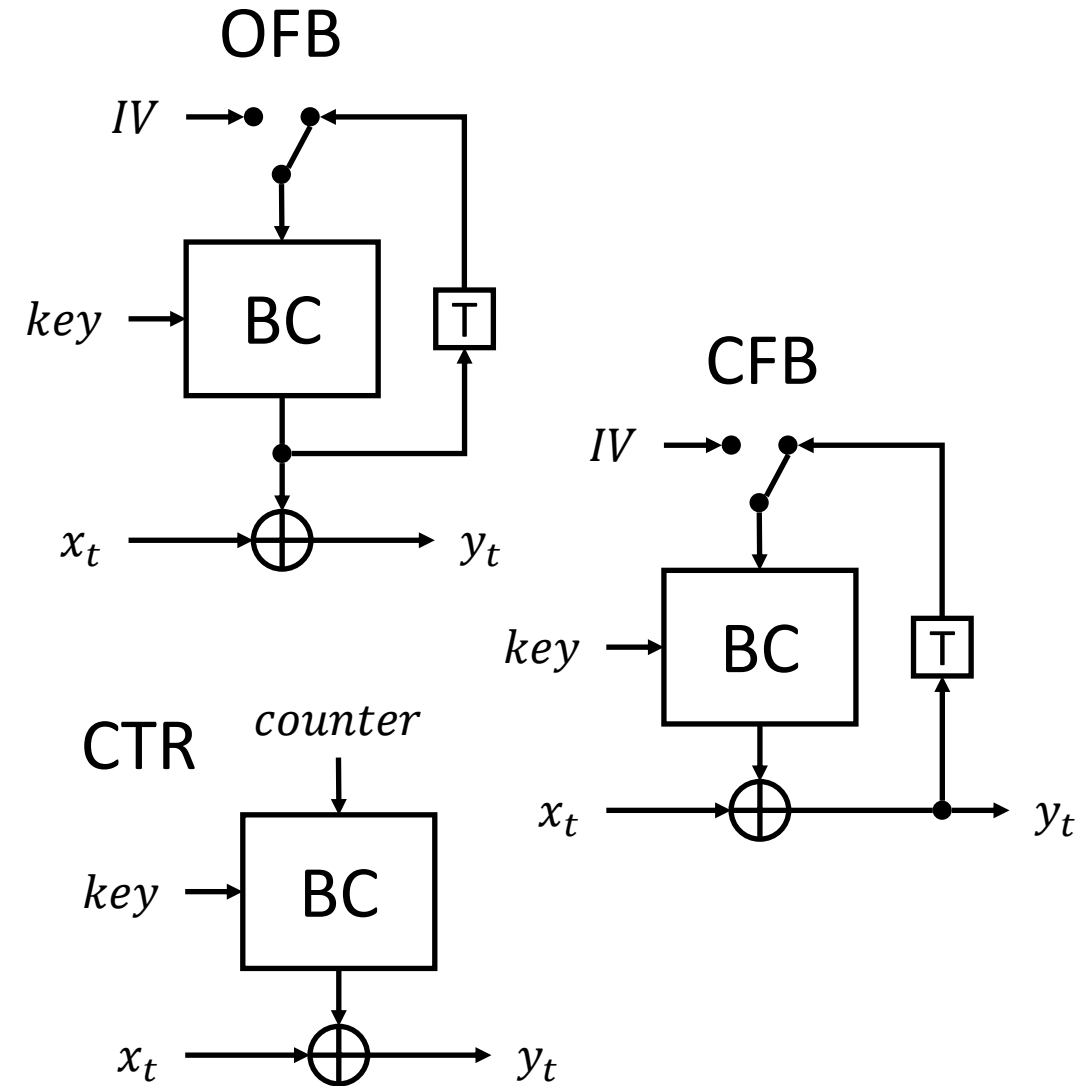 OFB
IV
key
BC
T
x_t
y_t
CFB
IV
key
BC
T
x_t
y_t
CTR
counter
key
BC
x_t
y_t